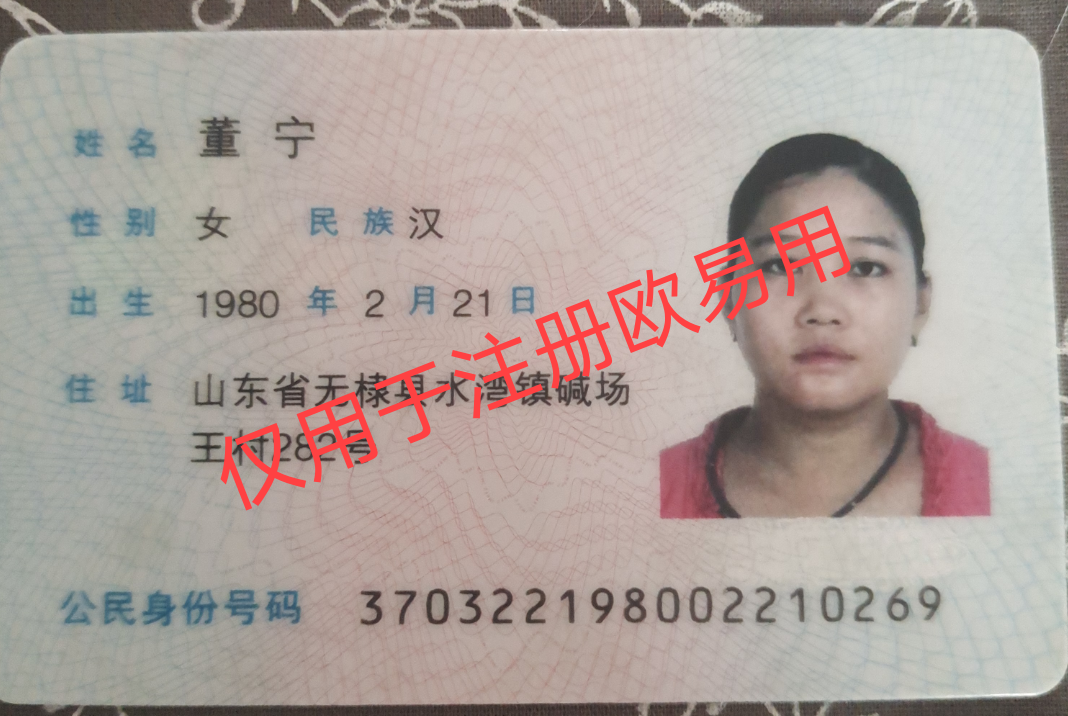 姓名 董宁
性别 女 民族 汉
出生 1980 年 2 月 21 日
住址 山东省无棣县水湾镇碱场
王村282号
公民身份号码 370322198002210269
仅用于注册欧易用